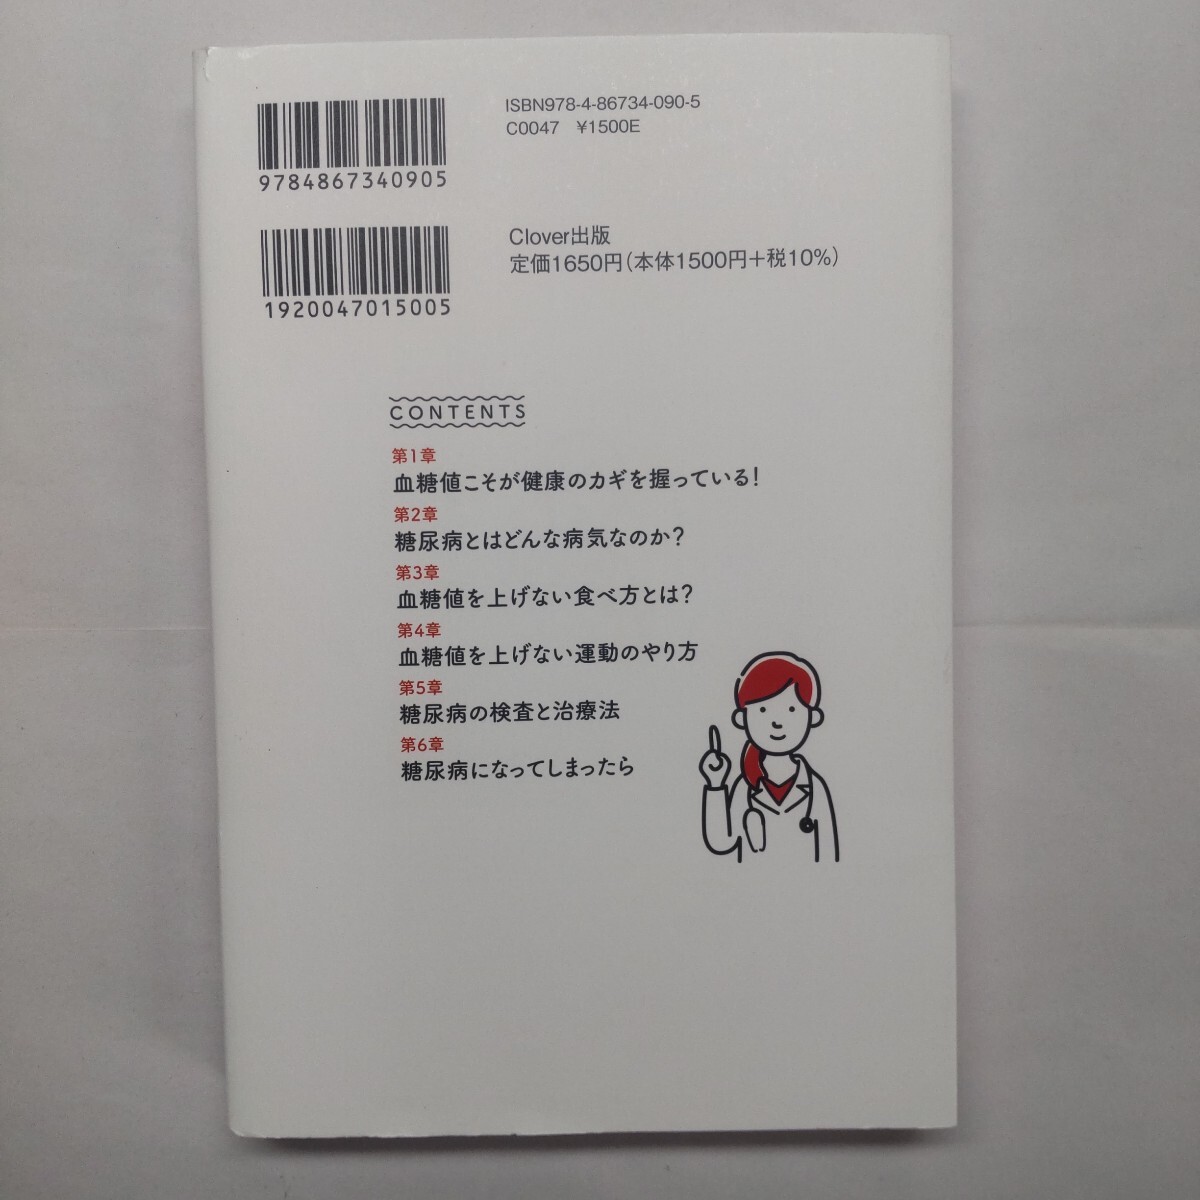 ISBN978-4-86734-090-5
C0047 ¥1500E
9784867340905
Clover出版
定価1650円(本体1500円+税10%)
1920047015005
CONTENTS
第1章
血糖値こそが健康のカギを握っている!
第2章
糖尿病とはどんな病気なのか?
第3章
血糖値を上げない食べ方とは?
第4章
血糖値を上げない運動のやり方
第5章
糖尿病の検査と治療法
第6章
糖尿病になってしまったら